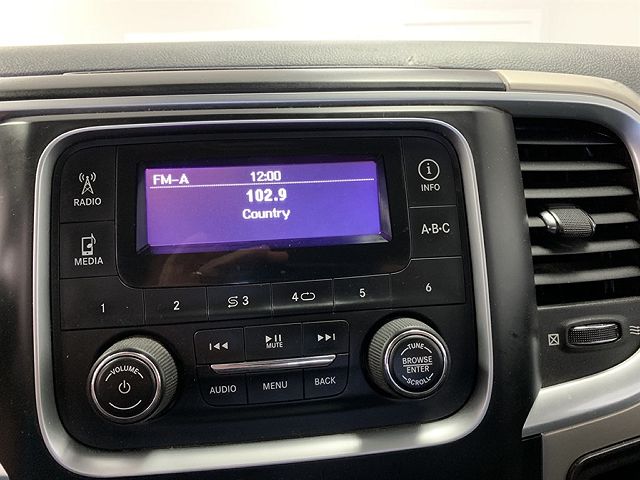 FM-A 12:00
102.9
Country
RADIO
MEDIA
INFO
A•B•C
1 2 3 4 5 6
MUTE
AUDIO MENU BACK
VOLUME
TUNE
BROWSE
ENTER
SCROLL